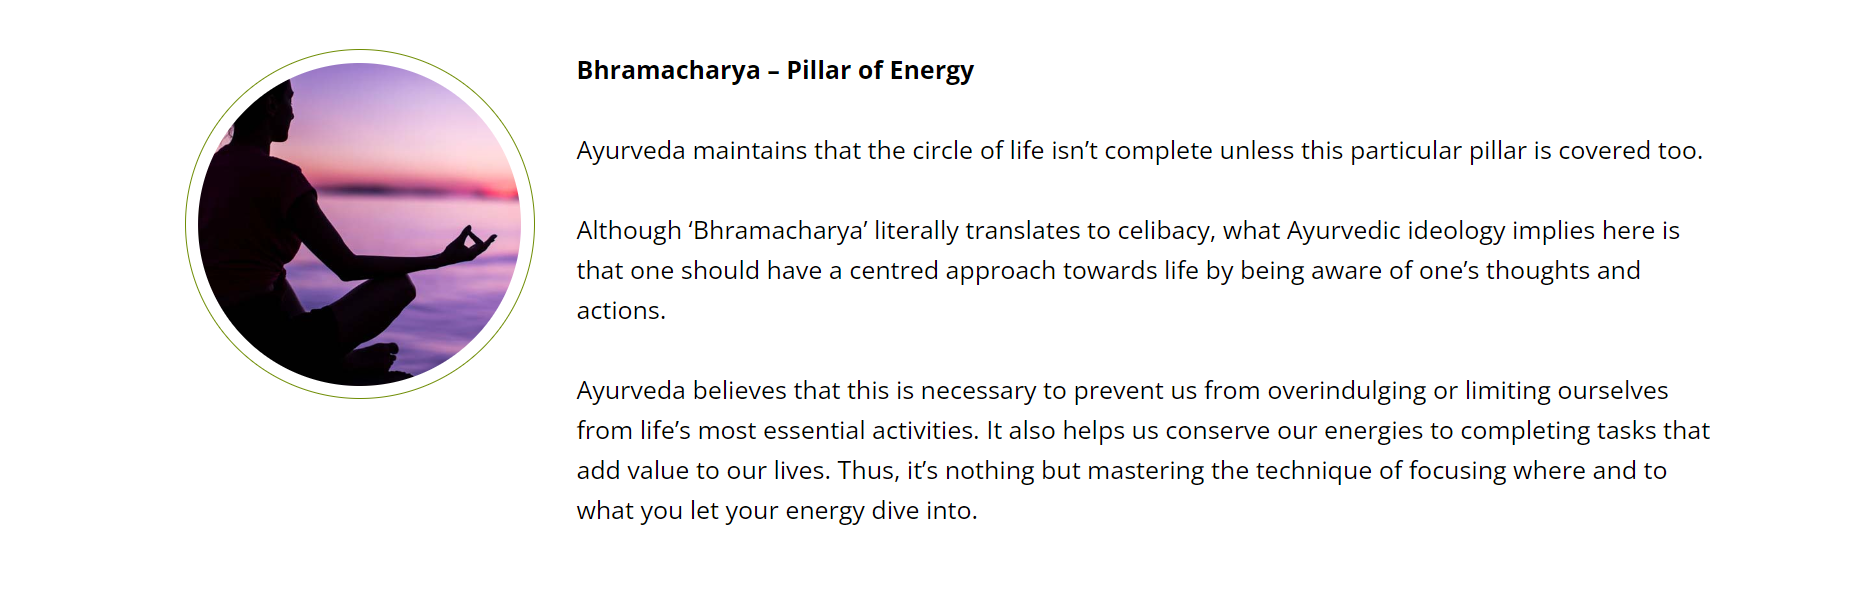 Bhramacharya – Pillar of Energy
Ayurveda maintains that the circle of life isn’t complete unless this particular pillar is covered too.
Although ‘Bhramacharya’ literally translates to celibacy, what Ayurvedic ideology implies here is
that one should have a centred approach towards life by being aware of one’s thoughts and
actions.
Ayurveda believes that this is necessary to prevent us from overindulging or limiting ourselves
from life’s most essential activities. It also helps us conserve our energies to completing tasks that
add value to our lives. Thus, it’s nothing but mastering the technique of focusing where and to
what you let your energy dive into.